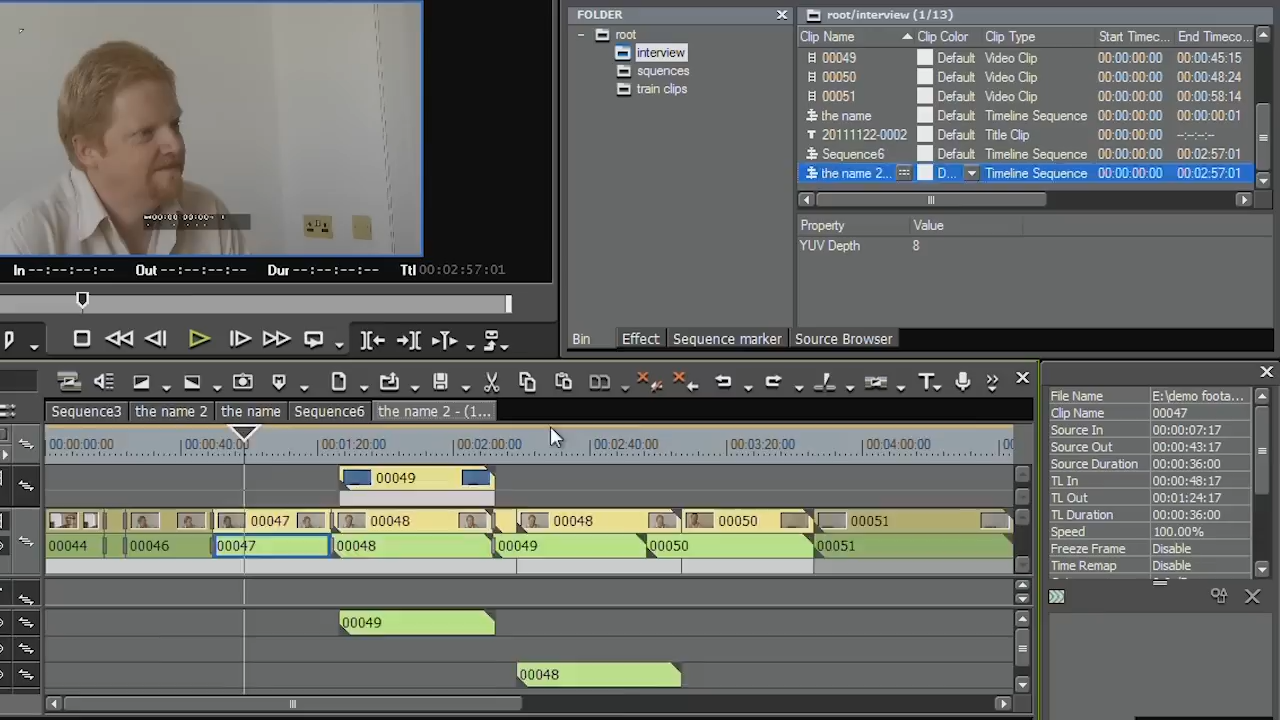 FOLDER
root
interview
squences
train clips
root/interview (1/13)
Clip Name Clip Color Clip Type Start Timec... End Timeco...
00049 Default Video Clip 00:00:00:00 00:00:45:15
00050 Default Video Clip 00:00:00:00 00:00:48:24
00051 Default Video Clip 00:00:00:00 00:00:58:14
the name Default Timeline Sequence 00:00:00:00 00:00:00:01
20111122-0002 Default Title Clip --:--:--:--
Sequence6 Default Timeline Sequence 00:00:00:00 00:02:57:01
the name 2... D... Timeline Sequence 00:00:00:00 00:02:57:01
Property Value
YUV Depth 8
In --:--:--:-- Out --:--:--:-- Dur --:--:--:-- Ttl 00:02:57:01
Bin Effect Sequence marker Source Browser
Sequence3 the name 2 the name Sequence6 the name 2 - (1...
00:00:00:00 00:00:40:00 00:01:20:00 00:02:00:00 00:02:40:00 00:03:20:00 00:04:00:00 00
00049
00047 00048 00048 00050 00051
00044 00046 00047 00048 00049 00050 00051
00049
00048
File Name E:\demo foota...
Clip Name 00047
Source In 00:00:07:17
Source Out 00:00:43:17
Source Duration 00:00:36:00
TL In 00:00:48:17
TL Out 00:01:24:17
TL Duration 00:00:36:00
Speed 100.00%
Freeze Frame Disable
Time Remap Disable